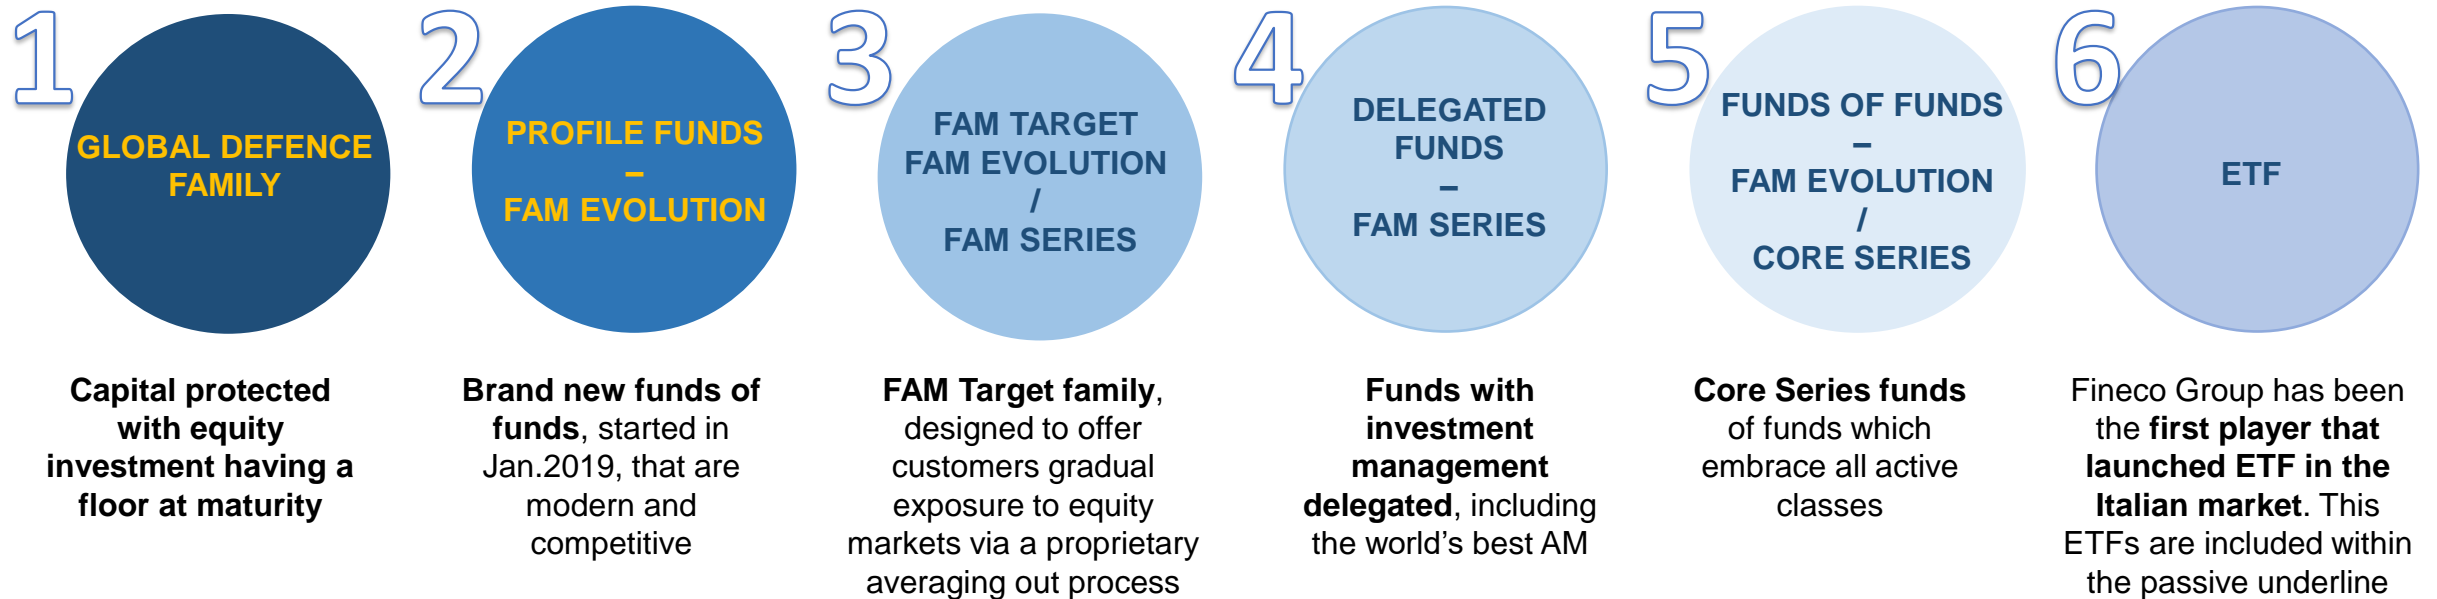 1
GLOBAL DEFENCE
FAMILY
Capital protected
with equity
investment having a
floor at maturity
2
PROFILE FUNDS
–
FAM EVOLUTION
Brand new funds of
funds, started in
Jan.2019, that are
modern and
competitive
3
FAM TARGET
FAM EVOLUTION
/
FAM SERIES
FAM Target family,
designed to offer
customers gradual
exposure to equity
markets via a proprietary
averaging out process
4
DELEGATED
FUNDS
–
FAM SERIES
Funds with
investment
management
delegated, including
the world’s best AM
5
FUNDS OF FUNDS
–
FAM EVOLUTION
/
CORE SERIES
Core Series funds
of funds which
embrace all active
classes
6
ETF
Fineco Group has been
the first player that
launched ETF in the
Italian market. This
ETFs are included within
the passive underline